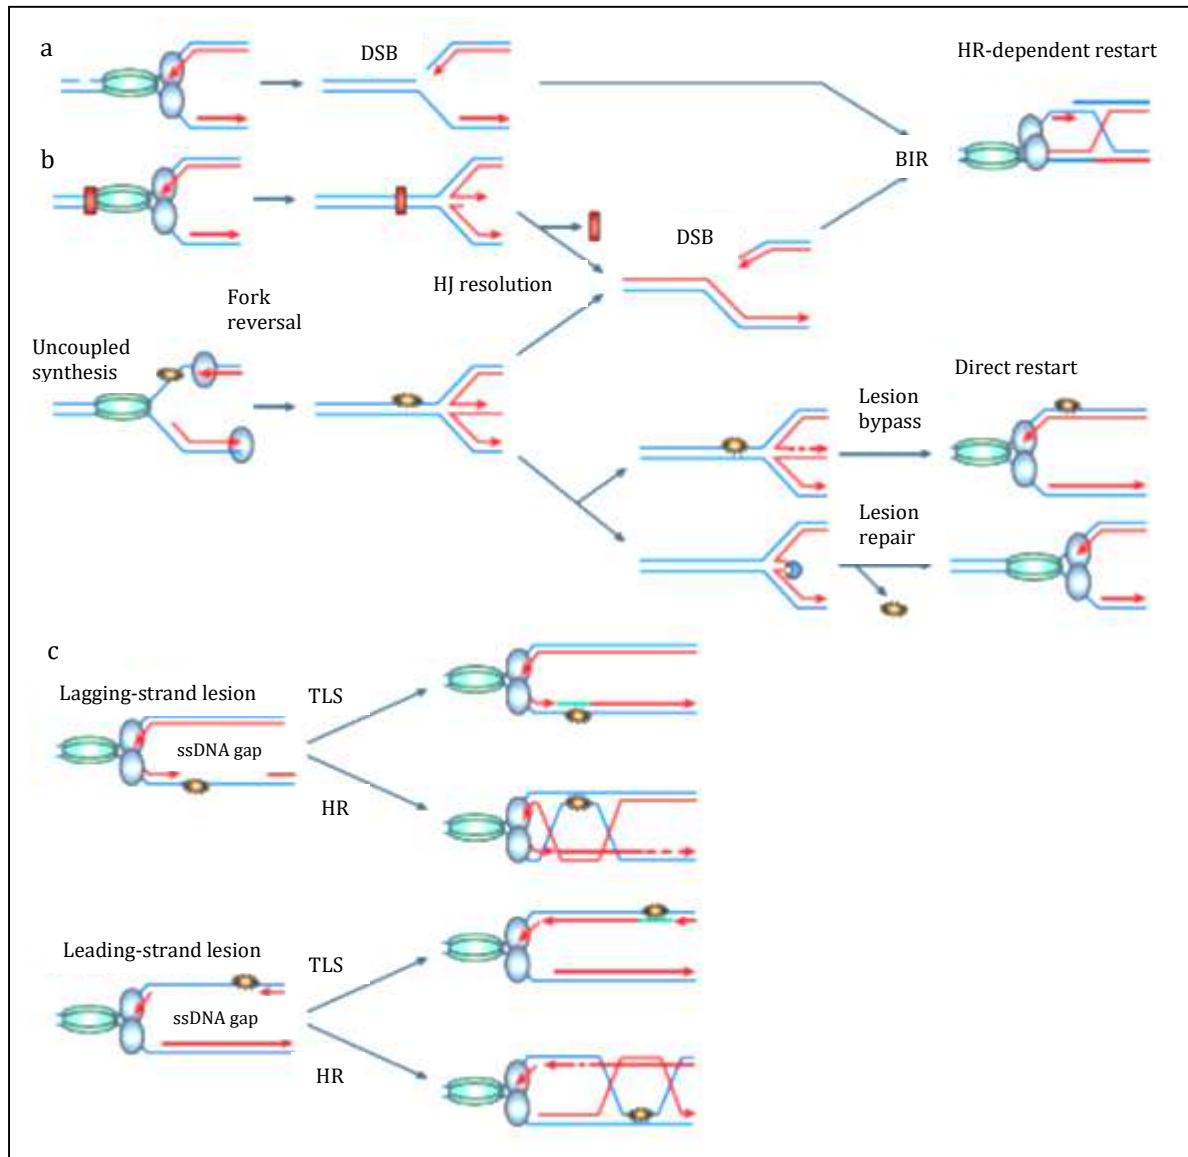 a
DSB
HR-dependent restart
b
BIR
DSB
HJ resolution
Fork
reversal
Uncoupled
synthesis
Direct restart
Lesion
bypass
Lesion
repair
c
Lagging-strand lesion
TLS
ssDNA gap
HR
Leading-strand lesion
TLS
ssDNA gap
HR